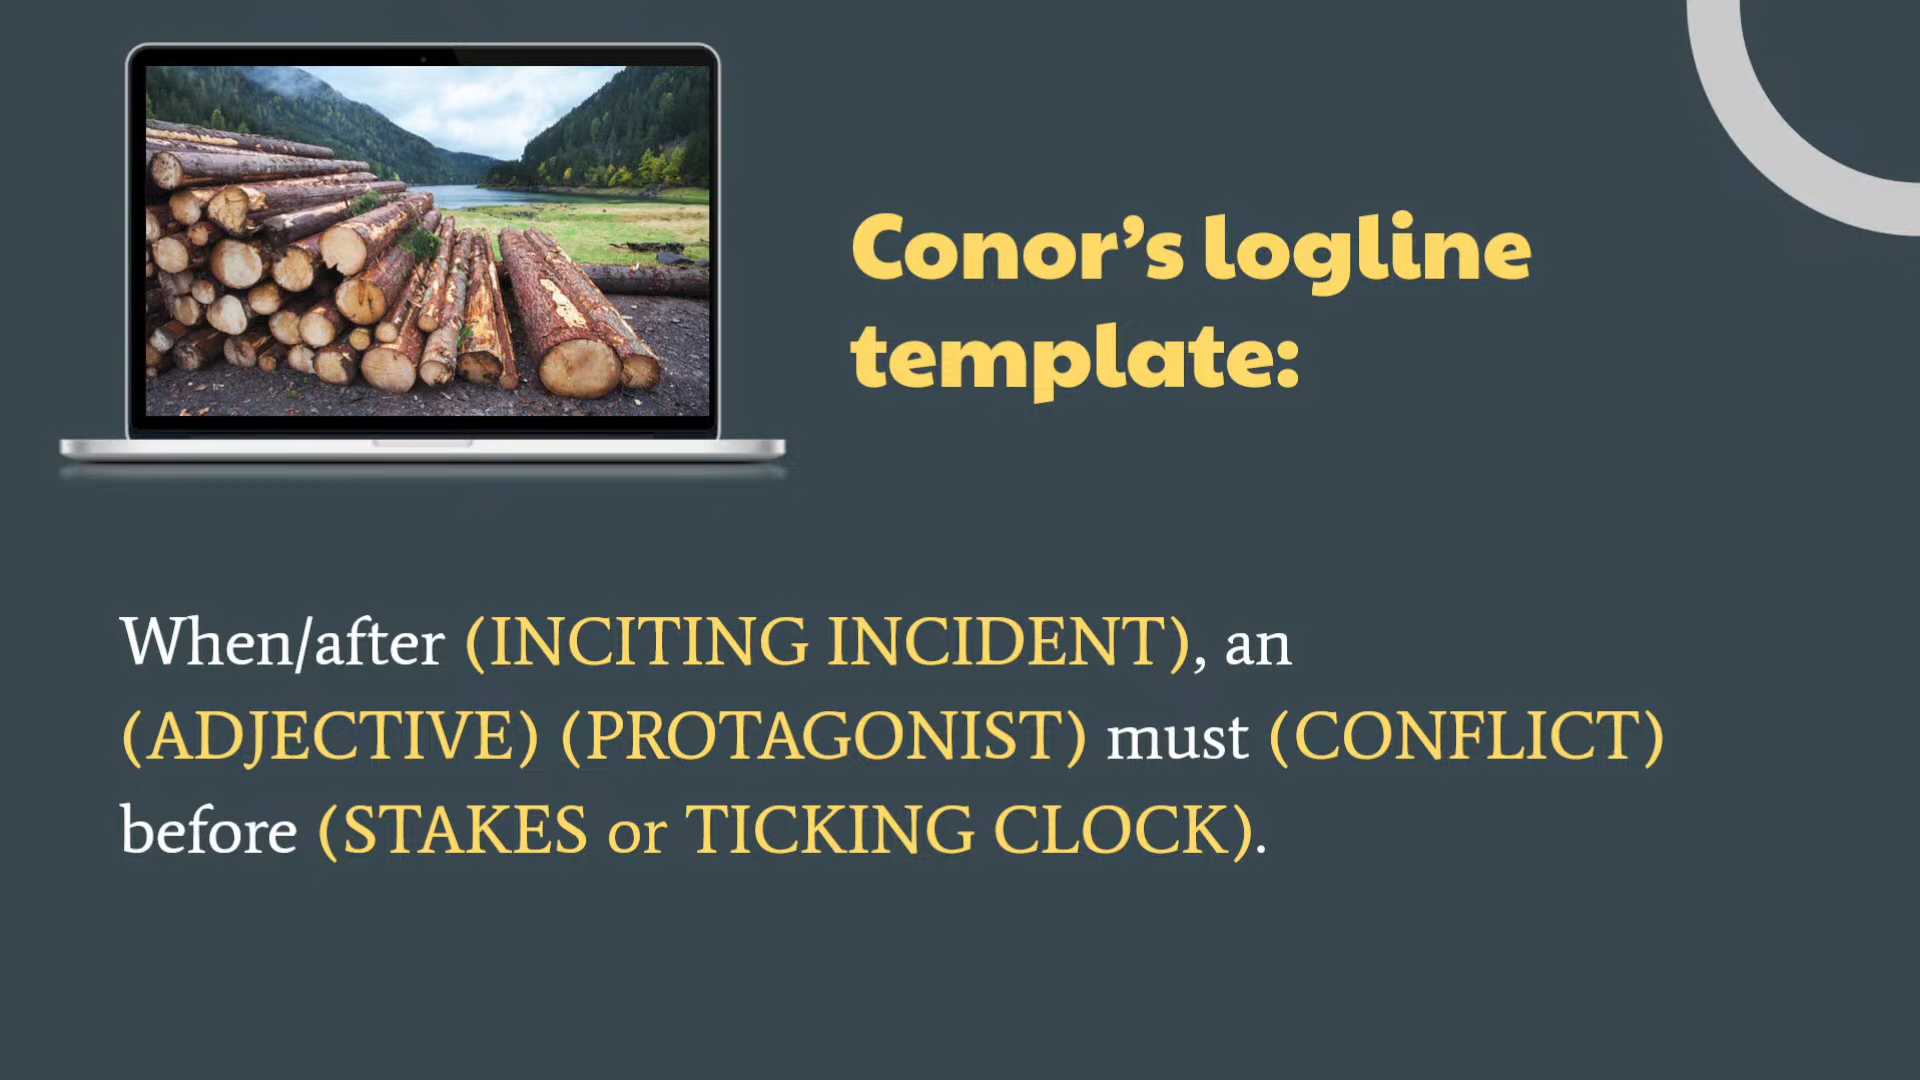 Conor’s logline
template:
When/after (INCITING INCIDENT), an
(ADJECTIVE) (PROTAGONIST) must (CONFLICT)
before (STAKES or TICKING CLOCK).